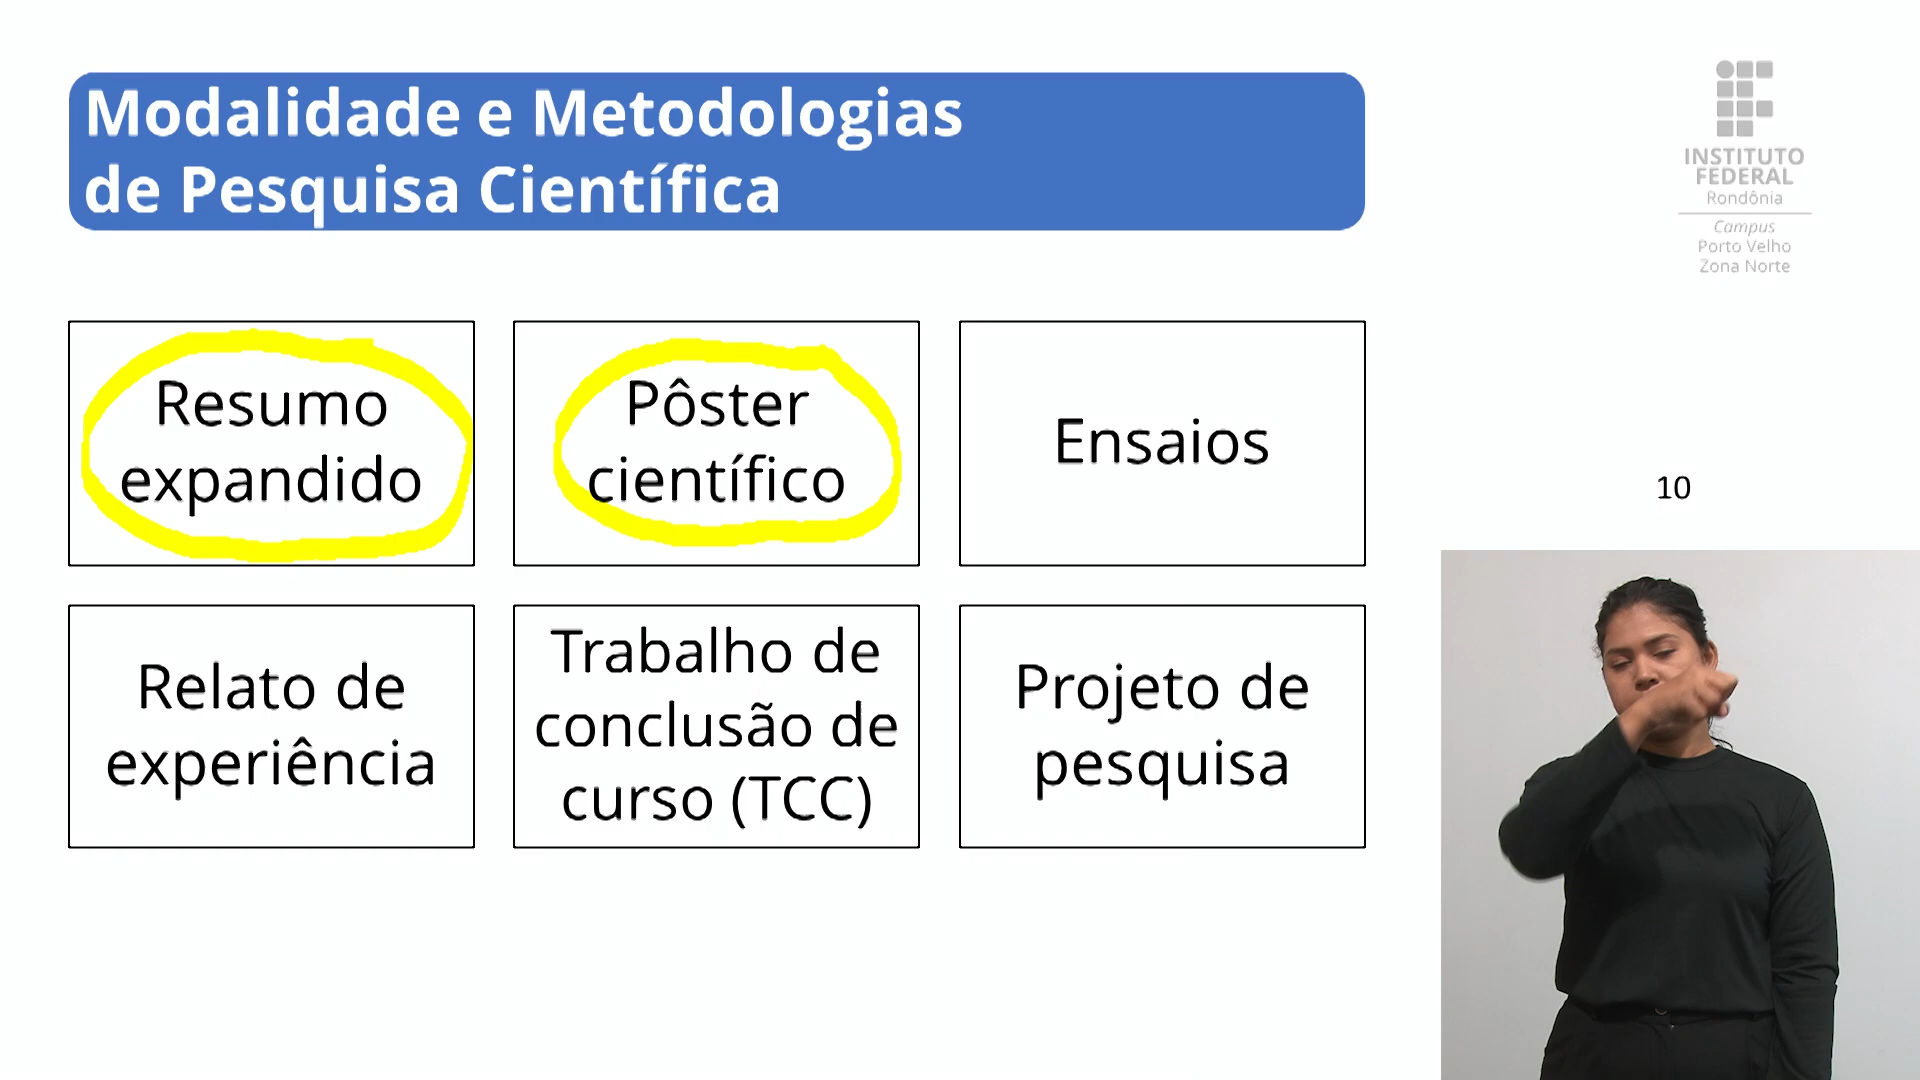 Modalidade e Metodologias
de Pesquisa Científica
INSTITUTO
FEDERAL
Rondônia
Campus
Porto Velho
Zona Norte
Resumo
expandido
Pôster
científico
Ensaios
10
Relato de
experiência
Trabalho de
conclusão de
curso (TCC)
Projeto de
pesquisa